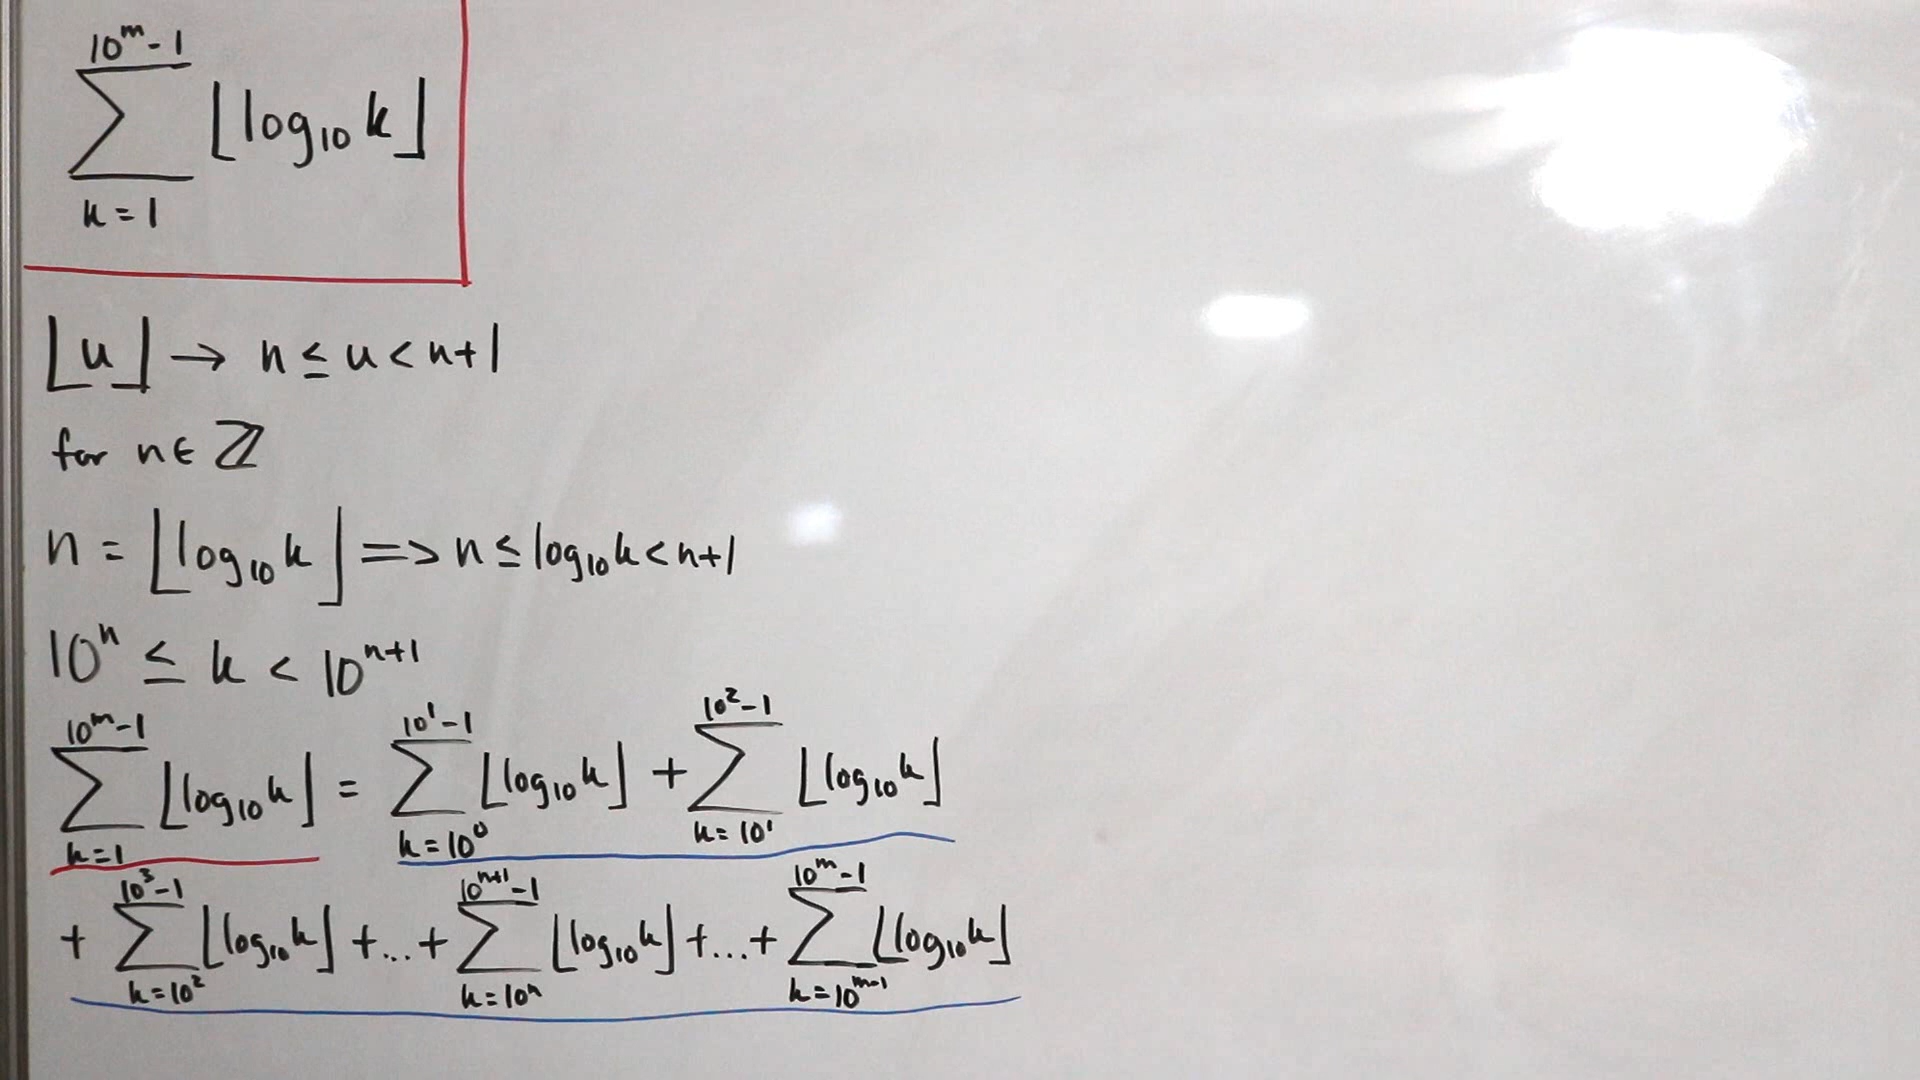 10^m - 1
∑ ⌊log₁₀ k⌋
k = 1
⌊u⌋ → n ≤ u < n+1
for n ∈ ℤ
n = ⌊log₁₀ k⌋ => n ≤ log₁₀ k < n+1
10^n ≤ k < 10^{n+1}
10^m - 1 10^1 - 1 10^2 - 1
∑ ⌊log₁₀ k⌋ = ∑ ⌊log₁₀ k⌋ + ∑ ⌊log₁₀ k⌋
k = 1 k = 10^0 k = 10^1
10^3 - 1 10^{n+1} - 1 10^m - 1
+ ∑ ⌊log₁₀ k⌋ + ... + ∑ ⌊log₁₀ k⌋ + ... + ∑ ⌊log₁₀ k⌋
k = 10^2 k = 10^n k = 10^{m-1}